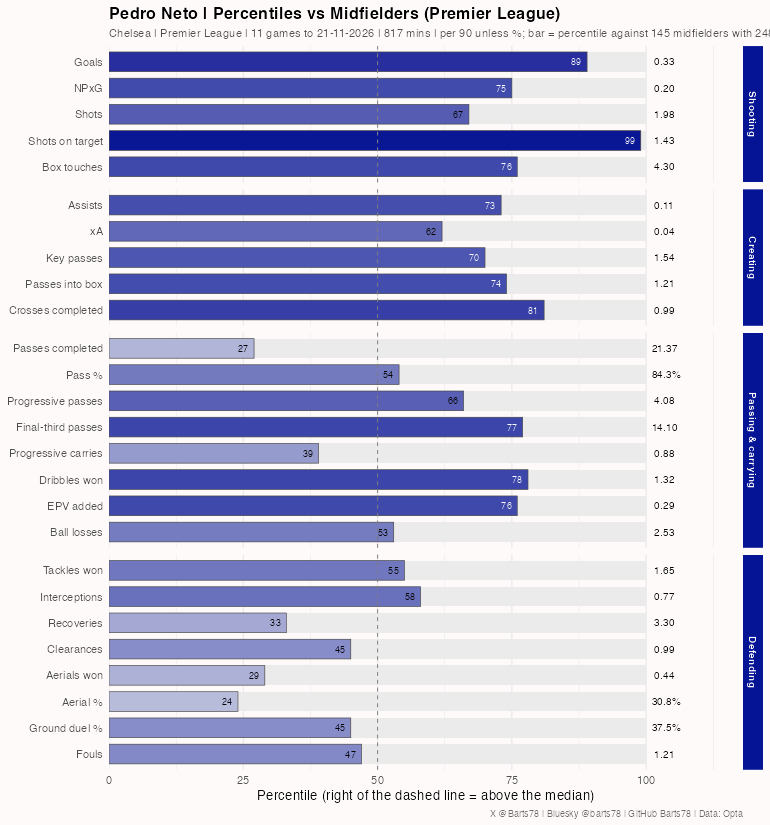 Pedro Neto | Percentiles vs Midfielders (Premier League)
Chelsea | Premier League | 11 games to 21-11-2026 | 817 mins | per 90 unless %; bar = percentile against 145 midfielders with 248
Goals 89 0.33
NPxG 75 0.20
Shots 67 1.98
Shots on target 99 1.43
Box touches 76 4.30
Shooting
Assists 73 0.11
xA 62 0.04
Key passes 70 1.54
Passes into box 74 1.21
Crosses completed 81 0.99
Creating
Passes completed 27 21.37
Pass % 54 84.3%
Progressive passes 66 4.08
Final-third passes 77 14.10
Progressive carries 39 0.88
Dribbles won 78 1.32
EPV added 76 0.29
Ball losses 53 2.53
Passing & carrying
Tackles won 55 1.65
Interceptions 58 0.77
Recoveries 33 3.30
Clearances 45 0.99
Aerials won 29 0.44
Aerial % 24 30.8%
Ground duel % 45 37.5%
Fouls 47 1.21
Defending
0 25 50 75 100
Percentile (right of the dashed line = above the median)
X @Barts78 | Bluesky @barts78 | GitHub Barts78 | Data: Opta